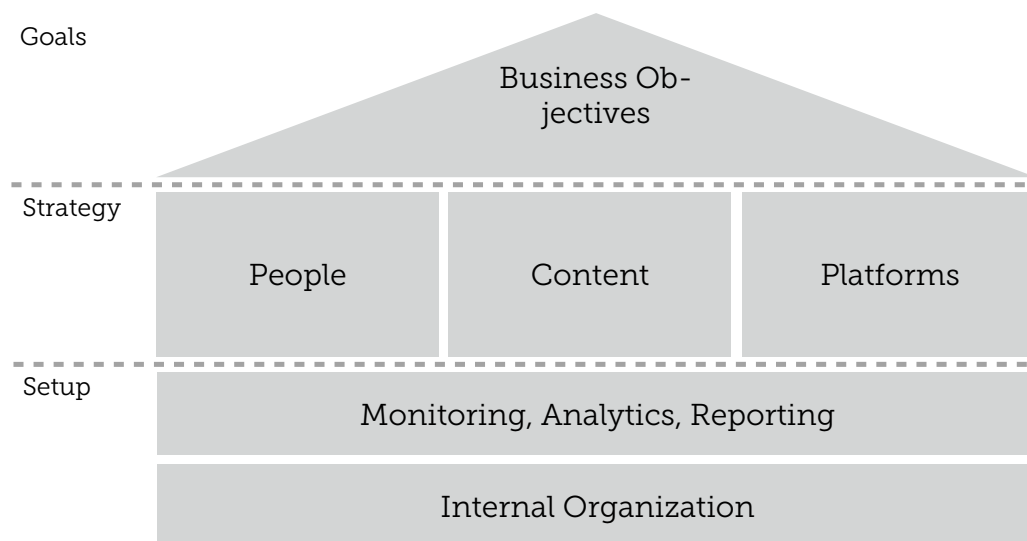 Goals
Business Ob-
jectives
Strategy
People
Content
Platforms
Setup
Monitoring, Analytics, Reporting
Internal Organization